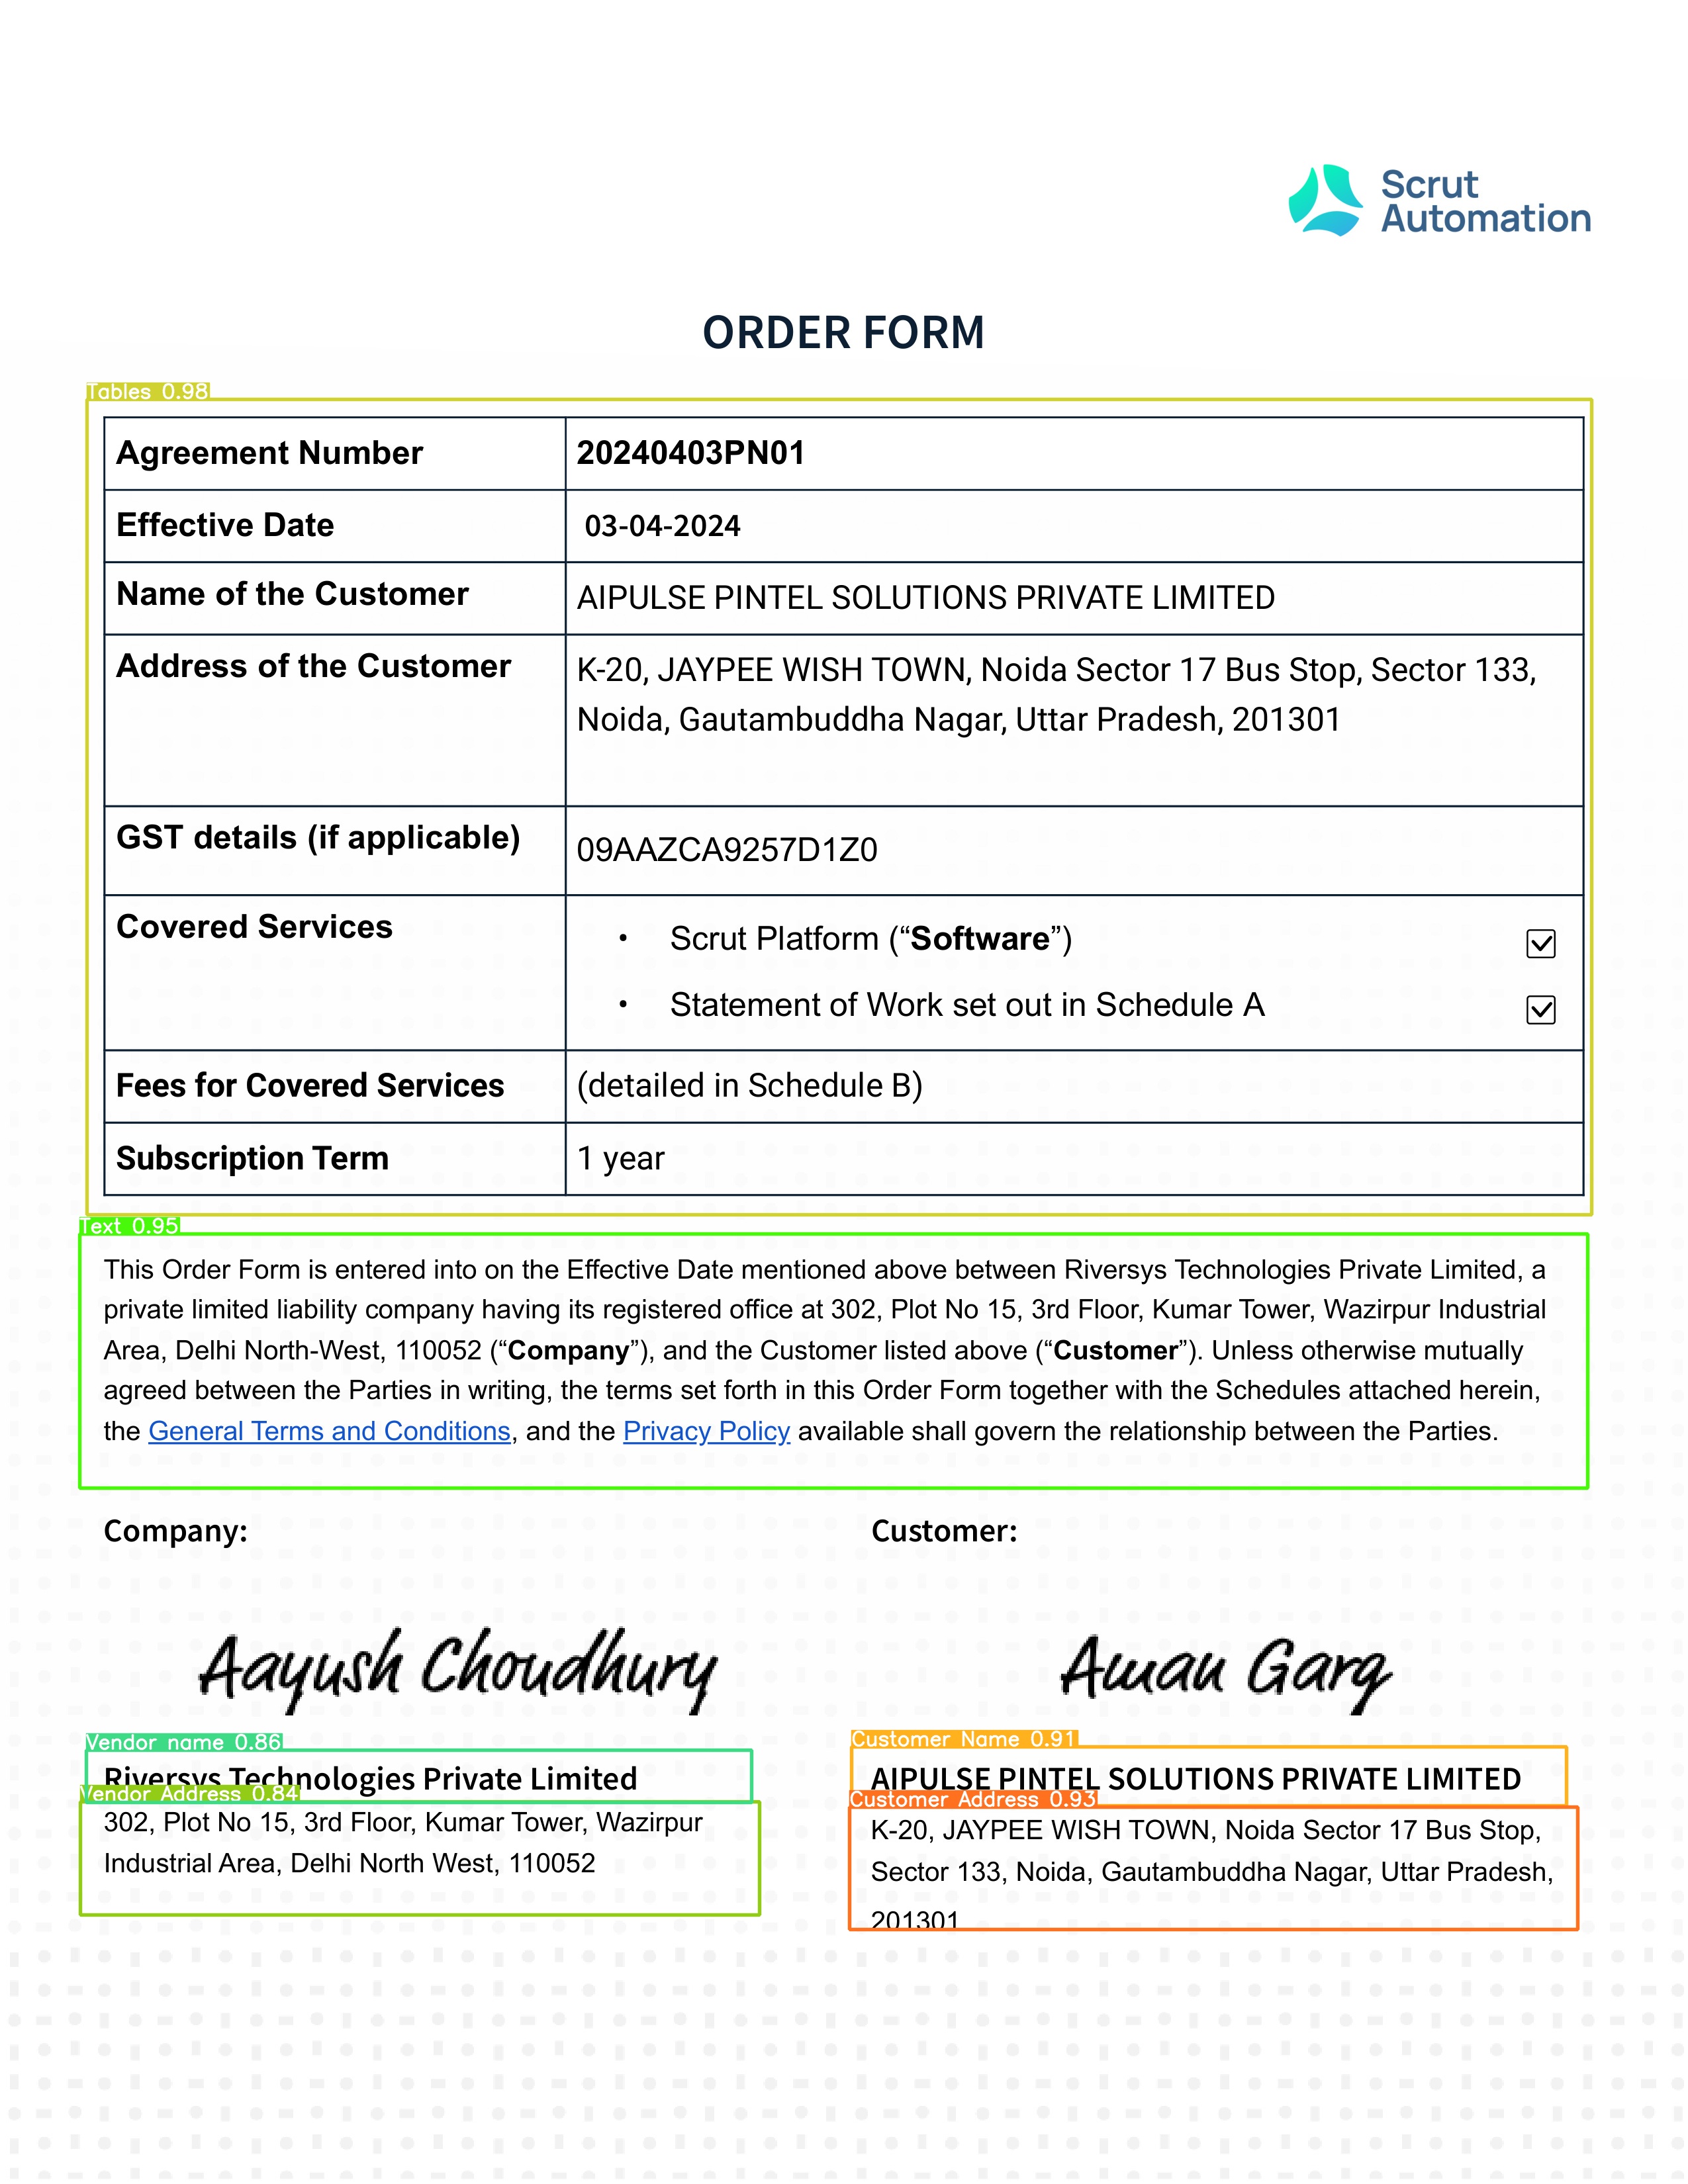 Scrut
Automation
ORDER FORM
Tables 0.98
Agreement Number 20240403PN01
Effective Date 03-04-2024
Name of the Customer AIPULSE PINTEL SOLUTIONS PRIVATE LIMITED
Address of the Customer K-20, JAYPEE WISH TOWN, Noida Sector 17 Bus Stop, Sector 133,
Noida, Gautambuddha Nagar, Uttar Pradesh, 201301
GST details (if applicable) 09AAZCA9257D1Z0
Covered Services • Scrut Platform (“Software”) ☑
• Statement of Work set out in Schedule A ☑
Fees for Covered Services (detailed in Schedule B)
Subscription Term 1 year
Text 0.95
This Order Form is entered into on the Effective Date mentioned above between Riversys Technologies Private Limited, a
private limited liability company having its registered office at 302, Plot No 15, 3rd Floor, Kumar Tower, Wazirpur Industrial
Area, Delhi North-West, 110052 (“Company”), and the Customer listed above (“Customer”). Unless otherwise mutually
agreed between the Parties in writing, the terms set forth in this Order Form together with the Schedules attached herein,
the General Terms and Conditions, and the Privacy Policy available shall govern the relationship between the Parties.
Company:
Aayush Choudhury
Vendor name 0.86
Riversys Technologies Private Limited
Vendor Address 0.84
302, Plot No 15, 3rd Floor, Kumar Tower, Wazirpur
Industrial Area, Delhi North West, 110052
Customer:
Aman Garg
Customer Name 0.91
AIPULSE PINTEL SOLUTIONS PRIVATE LIMITED
Customer Address 0.93
K-20, JAYPEE WISH TOWN, Noida Sector 17 Bus Stop,
Sector 133, Noida, Gautambuddha Nagar, Uttar Pradesh,
201301